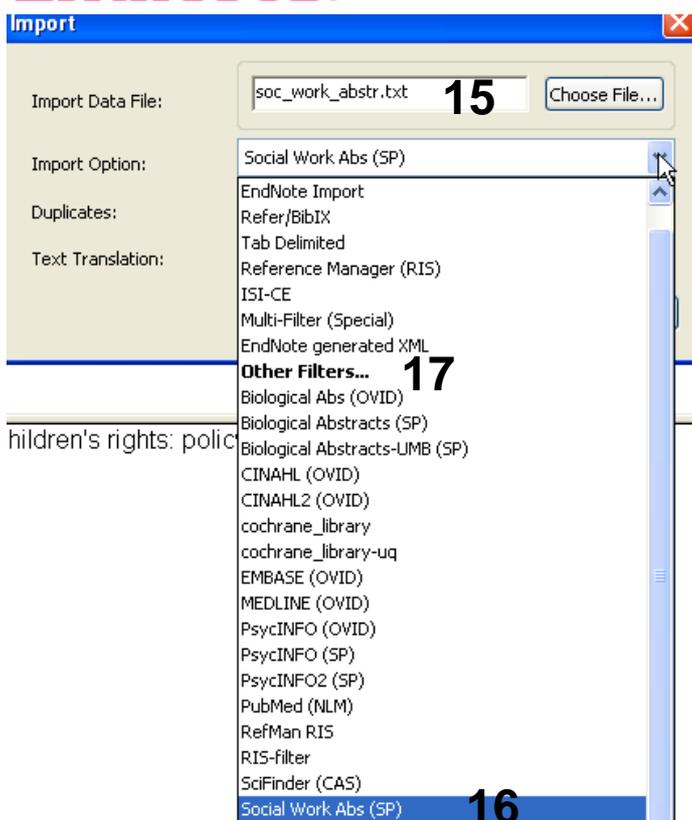 Import
Import Data File:
soc_work_abstr.txt 15 Choose File...
Import Option:
Social Work Abs (SP)
Duplicates:
Text Translation:
EndNote Import
Refer/BibIX
Tab Delimited
Reference Manager (RIS)
ISI-CE
Multi-Filter (Special)
EndNote generated XML
Other Filters... 17
Biological Abs (OVID)
Biological Abstracts (SP)
Biological Abstracts-UMB (SP)
CINAHL (OVID)
CINAHL2 (OVID)
cochrane_library
cochrane_library-uq
EMBASE (OVID)
MEDLINE (OVID)
PsycINFO (OVID)
PsycINFO (SP)
PsycINFO2 (SP)
PubMed (NLM)
RefMan RIS
RIS-filter
SciFinder (CAS)
Social Work Abs (SP) 16
hildren's rights: polic